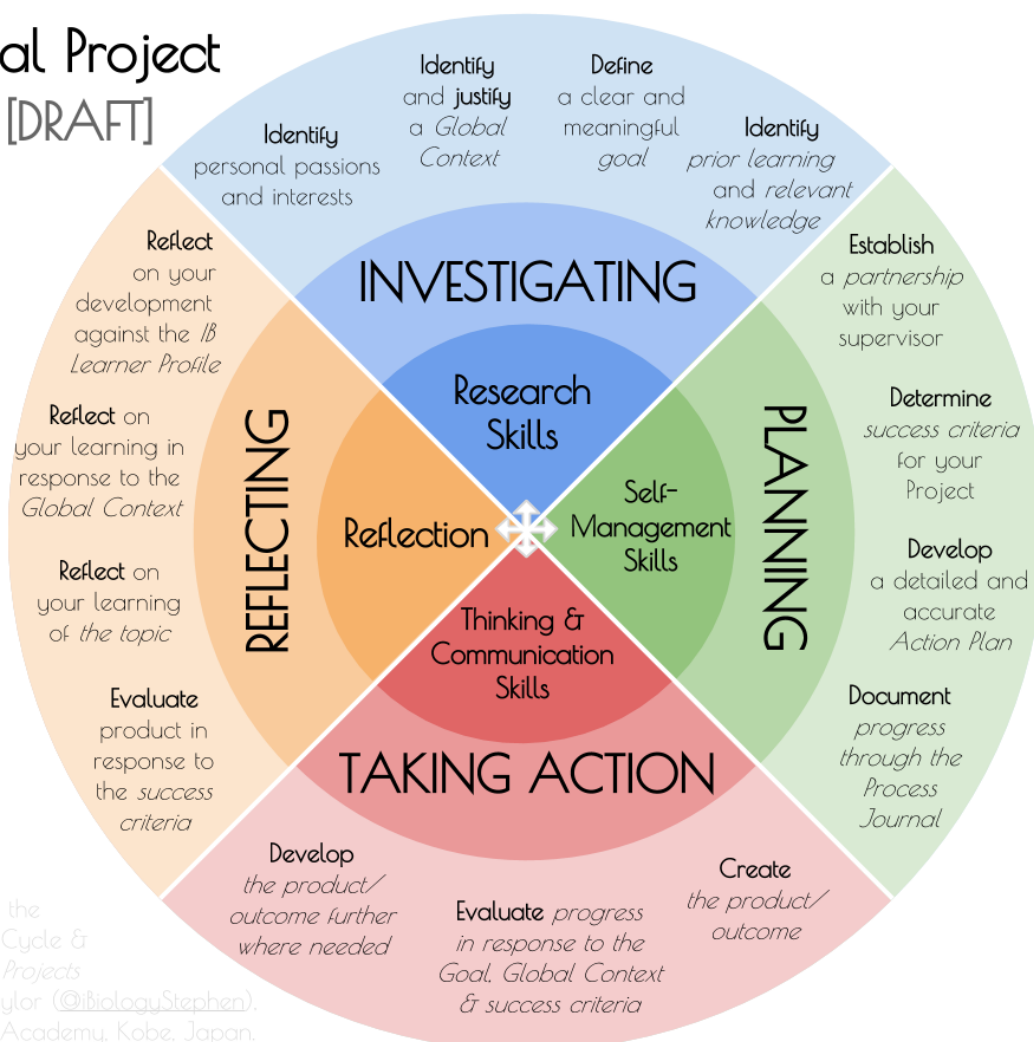 al Project
[DRAFT]
Identify
personal passions
and interests
Identify
and justify
a Global
Context
Define
a clear and
meaningful
goal
Identify
prior learning
and relevant
knowledge
INVESTIGATING
Research
Skills
Establish
a partnership
with your
supervisor
Determine
success criteria
for your
Project
Develop
a detailed and
accurate
Action Plan
Document
progress
through the
Process
Journal
PLANNING
Self-
Management
Skills
Thinking &
Communication
Skills
TAKING ACTION
Create
the product/
outcome
Evaluate progress
in response to the
Goal, Global Context
& success criteria
Develop
the product/
outcome further
where needed
Reflection
REFLECTING
Reflect
on your
development
against the IB
Learner Profile
Reflect on
your learning in
response to the
Global Context
Reflect on
your learning
of the topic
Evaluate
product in
response to
the success
criteria
the
Cycle &
Projects
ylor (@iBiologyStephen),
Academy, Kobe, Japan.